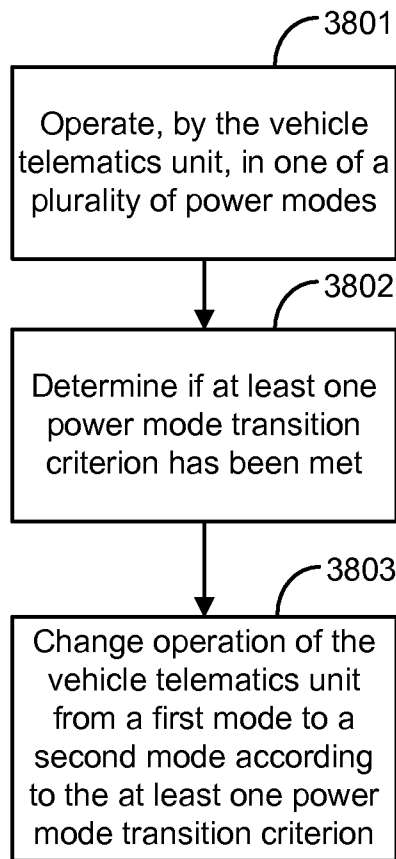 3801
Operate, by the vehicle
telematics unit, in one of a
plurality of power modes
3802
Determine if at least one
power mode transition
criterion has been met
3803
Change operation of the
vehicle telematics unit
from a first mode to a
second mode according
to the at least one power
mode transition criterion